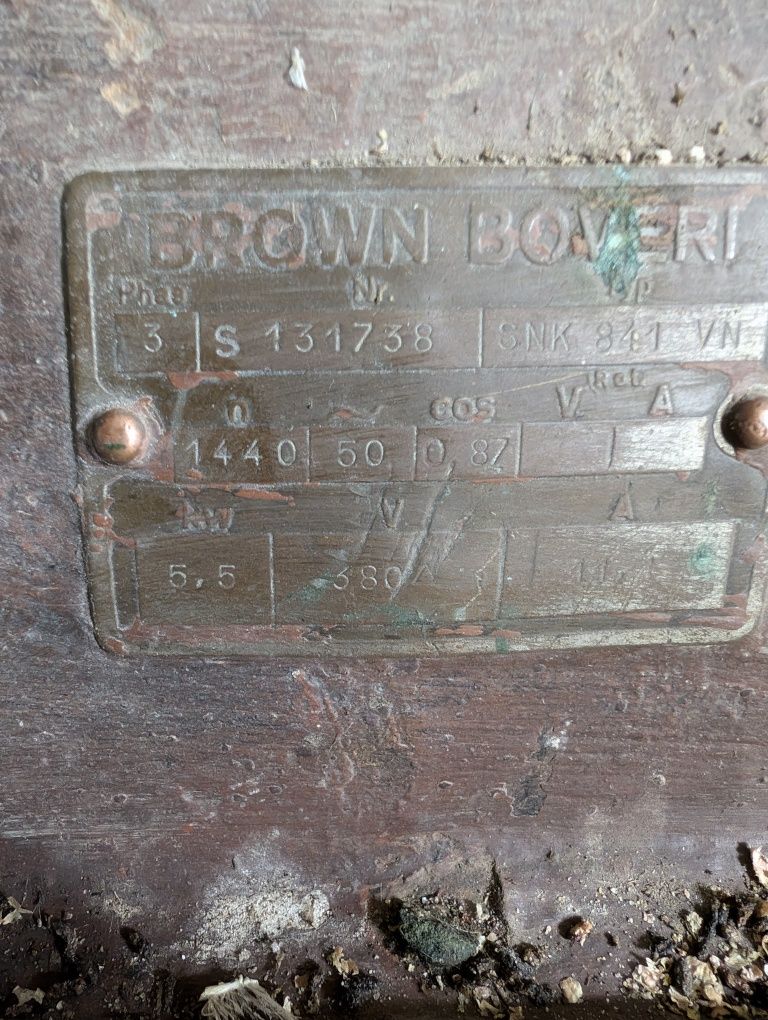 BROWN BOVERI
Phas Nr. Typ
3 S 131738 SNK 841 VN
Rot.
n ~ cos V A
1440 50 0,87
kW V A
5,5 380